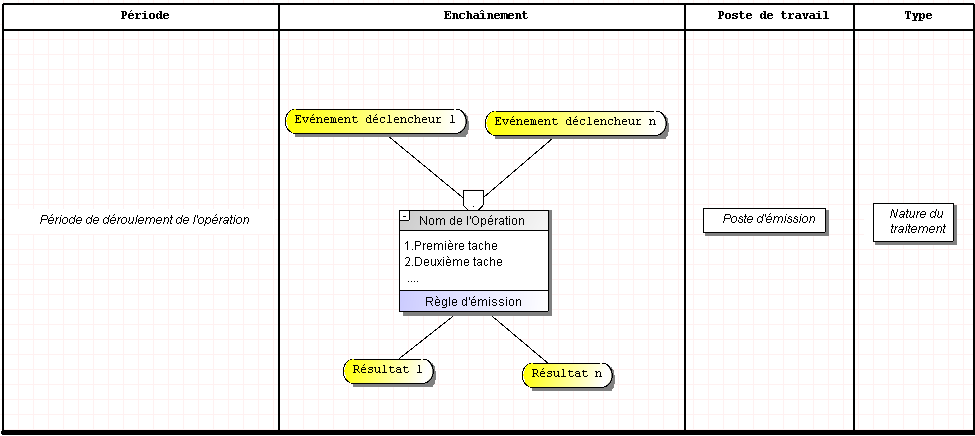 Période
Enchaînement
Poste de travail
Type
Evénement déclencheur 1
Evénement déclencheur n
Période de déroulement de l'opération
Nom de l'Opération
1.Première tache
2.Deuxième tache
....
Règle d'émission
Poste d'émission
Nature du
traitement
Résultat 1
Résultat n